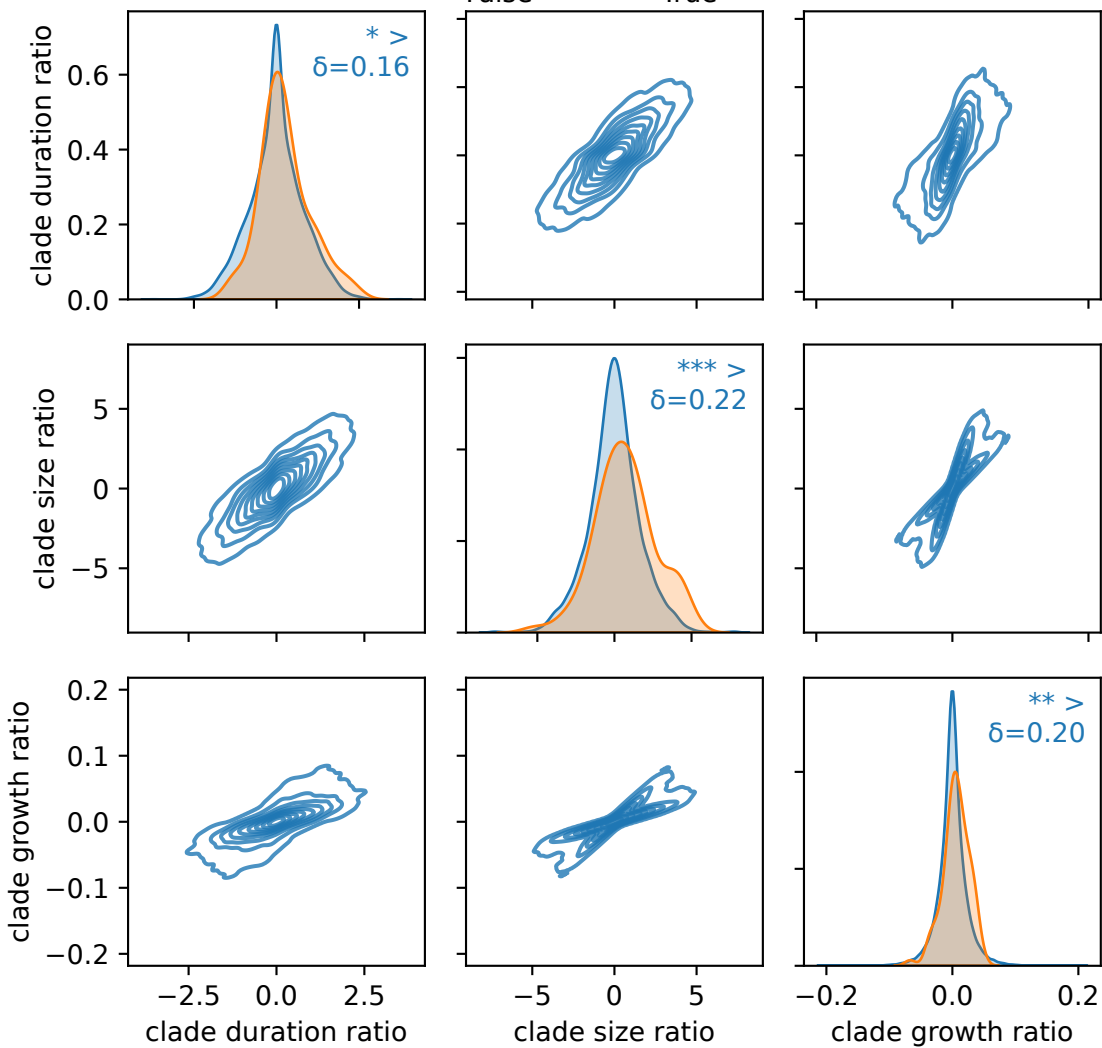 True
clade duration ratio
0.6
0.4
0.2
0.0
* >
δ=0.16
clade size ratio
5
0
−5
*** >
δ=0.22
clade growth ratio
0.2
0.1
0.0
−0.1
−0.2
** >
δ=0.20
−2.5 0.0 2.5
−5 0 5
−0.2 0.0 0.2
clade duration ratio
clade size ratio
clade growth ratio